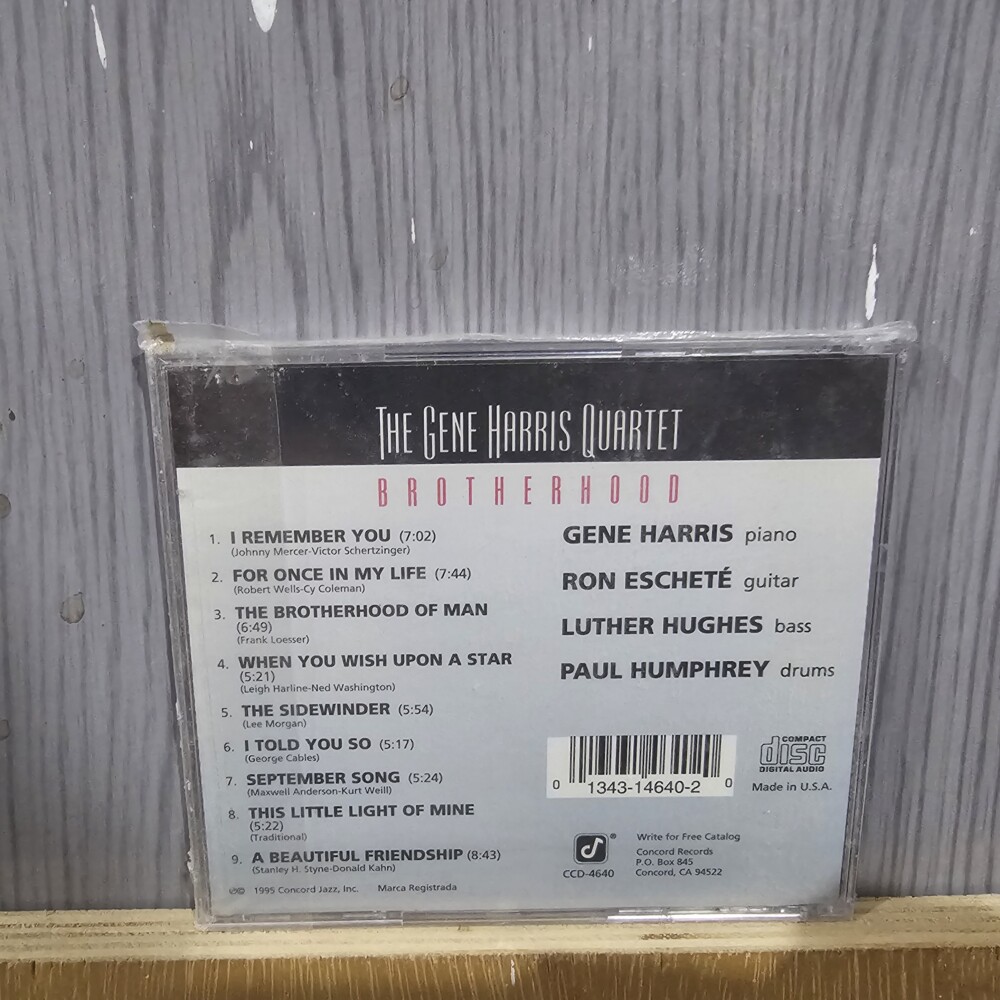 THE GENE HARRIS QUARTET
BROTHERHOOD
1. I REMEMBER YOU (7:02)
(Johnny Mercer-Victor Schertzinger)
2. FOR ONCE IN MY LIFE (7:44)
(Robert Wells-Cy Coleman)
3. THE BROTHERHOOD OF MAN
(6:49)
(Frank Loesser)
4. WHEN YOU WISH UPON A STAR
(5:21)
(Leigh Harline-Ned Washington)
5. THE SIDEWINDER (5:54)
(Lee Morgan)
6. I TOLD YOU SO (5:17)
(George Cables)
7. SEPTEMBER SONG (5:24)
(Maxwell Anderson-Kurt Weill)
8. THIS LITTLE LIGHT OF MINE
(5:22)
(Traditional)
9. A BEAUTIFUL FRIENDSHIP (8:43)
(Stanley H. Styne-Donald Kahn)
℗© 1995 Concord Jazz, Inc. Marca Registrada
GENE HARRIS piano
RON ESCHETÉ guitar
LUTHER HUGHES bass
PAUL HUMPHREY drums
0 1343-14640-2 0
COMPACT
disc
DIGITAL AUDIO
Made in U.S.A.
®
CCD-4640
Write for Free Catalog
Concord Records
P.O. Box 845
Concord, CA 94522